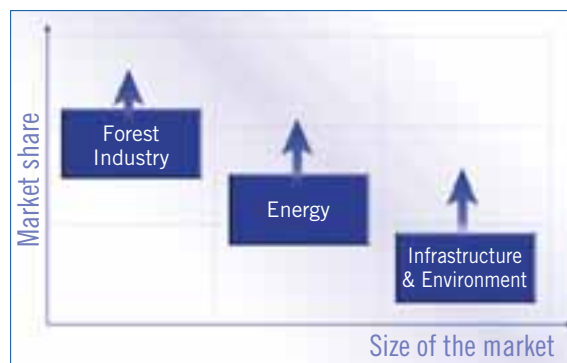 Market share
Forest
Industry
Energy
Infrastructure
& Environment
Size of the market